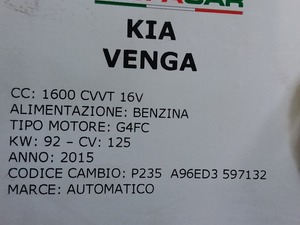 KIA
VENGA
CC: 1600 CVVT 16V
ALIMENTAZIONE: BENZINA
TIPO MOTORE: G4FC
KW: 92 – CV: 125
ANNO: 2015
CODICE CAMBIO: P235 A96ED3 597132
MARCE: AUTOMATICO